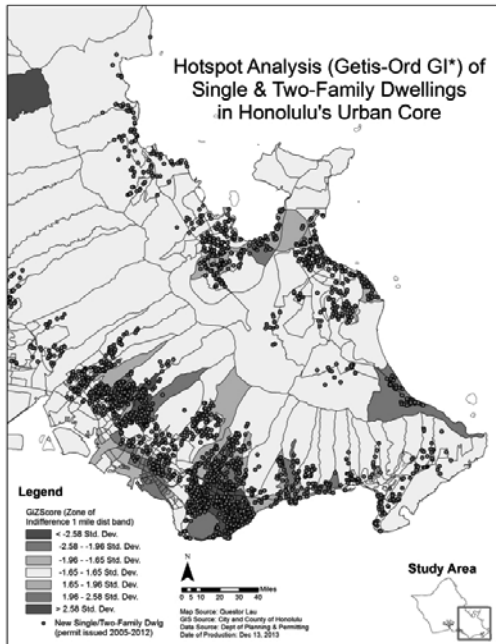 Hotspot Analysis (Getis-Ord GI*) of
Single & Two-Family Dwellings
in Honolulu's Urban Core
Legend
GiZScore (Zone of
Indifference 1 mile dist band)
< -2.58 Std. Dev.
-2.58 - -1.96 Std. Dev.
-1.96 - -1.65 Std. Dev.
-1.65 - 1.65 Std. Dev.
1.65 - 1.96 Std. Dev.
1.96 - 2.58 Std. Dev.
> 2.58 Std. Dev.
New Single/Two-Family Dwlg
(permit issued 2005-2012)
N
0 5 10 20 30 40
Miles
Map Source: Questor Lau
GIS Source: City and County of Honolulu
Data Source: Dept of Planning & Permitting
Date of Production: Dec 13, 2013
Study Area